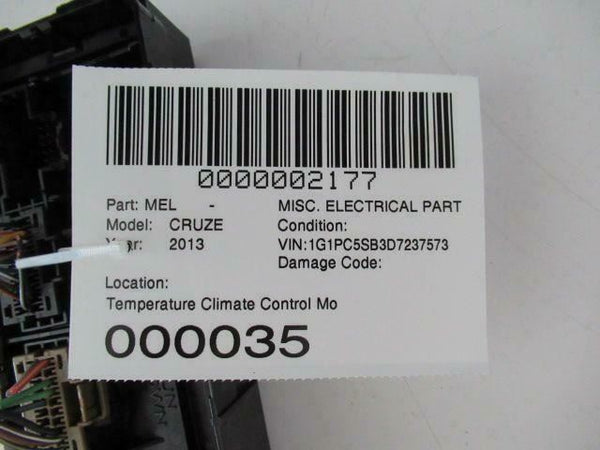 0000002177
Part: MEL - MISC. ELECTRICAL PART
Model: CRUZE Condition:
Year: 2013 VIN:1G1PC5SB3D7237573
Damage Code:
Location:
Temperature Climate Control Mo
000035